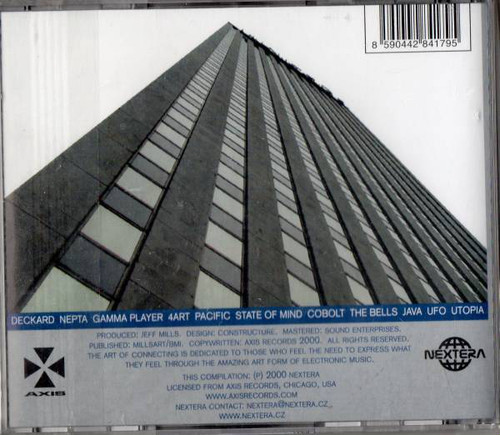 8 590442 841795
DECKARD NEPTA GAMMA PLAYER 4ART PACIFIC STATE OF MIND COBOLT THE BELLS JAVA UFO UTOPIA
PRODUCED: JEFF MILLS. DESIGN: CONSTRUCTURE. MASTERED: SOUND ENTERPRISES.
PUBLISHED: MILLSART/BMI. COPYWRITTEN: AXIS RECORDS 2000. ALL RIGHTS RESERVED.
THE ART OF CONNECTING IS DEDICATED TO THOSE WHO FEEL THE NEED TO EXPRESS WHAT
THEY FEEL THROUGH THE AMAZING ART FORM OF ELECTRONIC MUSIC.
THIS COMPILATION: (P) 2000 NEXTERA
LICENSED FROM AXIS RECORDS, CHICAGO, USA
WWW.AXISRECORDS.COM
NEXTERA CONTACT: NEXTERA@NEXTERA.CZ_
WWW.NEXTERA.CZ
AXIS
NEXTERA